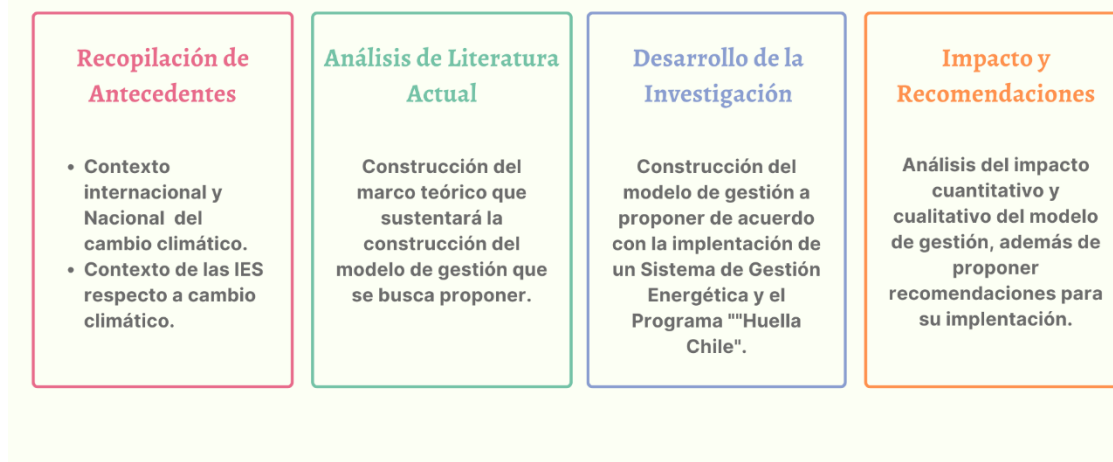 Recopilación de
Antecedentes
• Contexto
internacional y
Nacional del
cambio climático.
• Contexto de las IES
respecto a cambio
climático.
Análisis de Literatura
Actual
Construcción del
marco teórico que
sustentará la
construcción del
modelo de gestión que
se busca proponer.
Desarrollo de la
Investigación
Construcción del
modelo de gestión a
proponer de acuerdo
con la implentación de
un Sistema de Gestión
Energética y el
Programa ""Huella
Chile".
Impacto y
Recomendaciones
Análisis del impacto
cuantitativo y
cualitativo del modelo
de gestión, además de
proponer
recomendaciones para
su implentación.